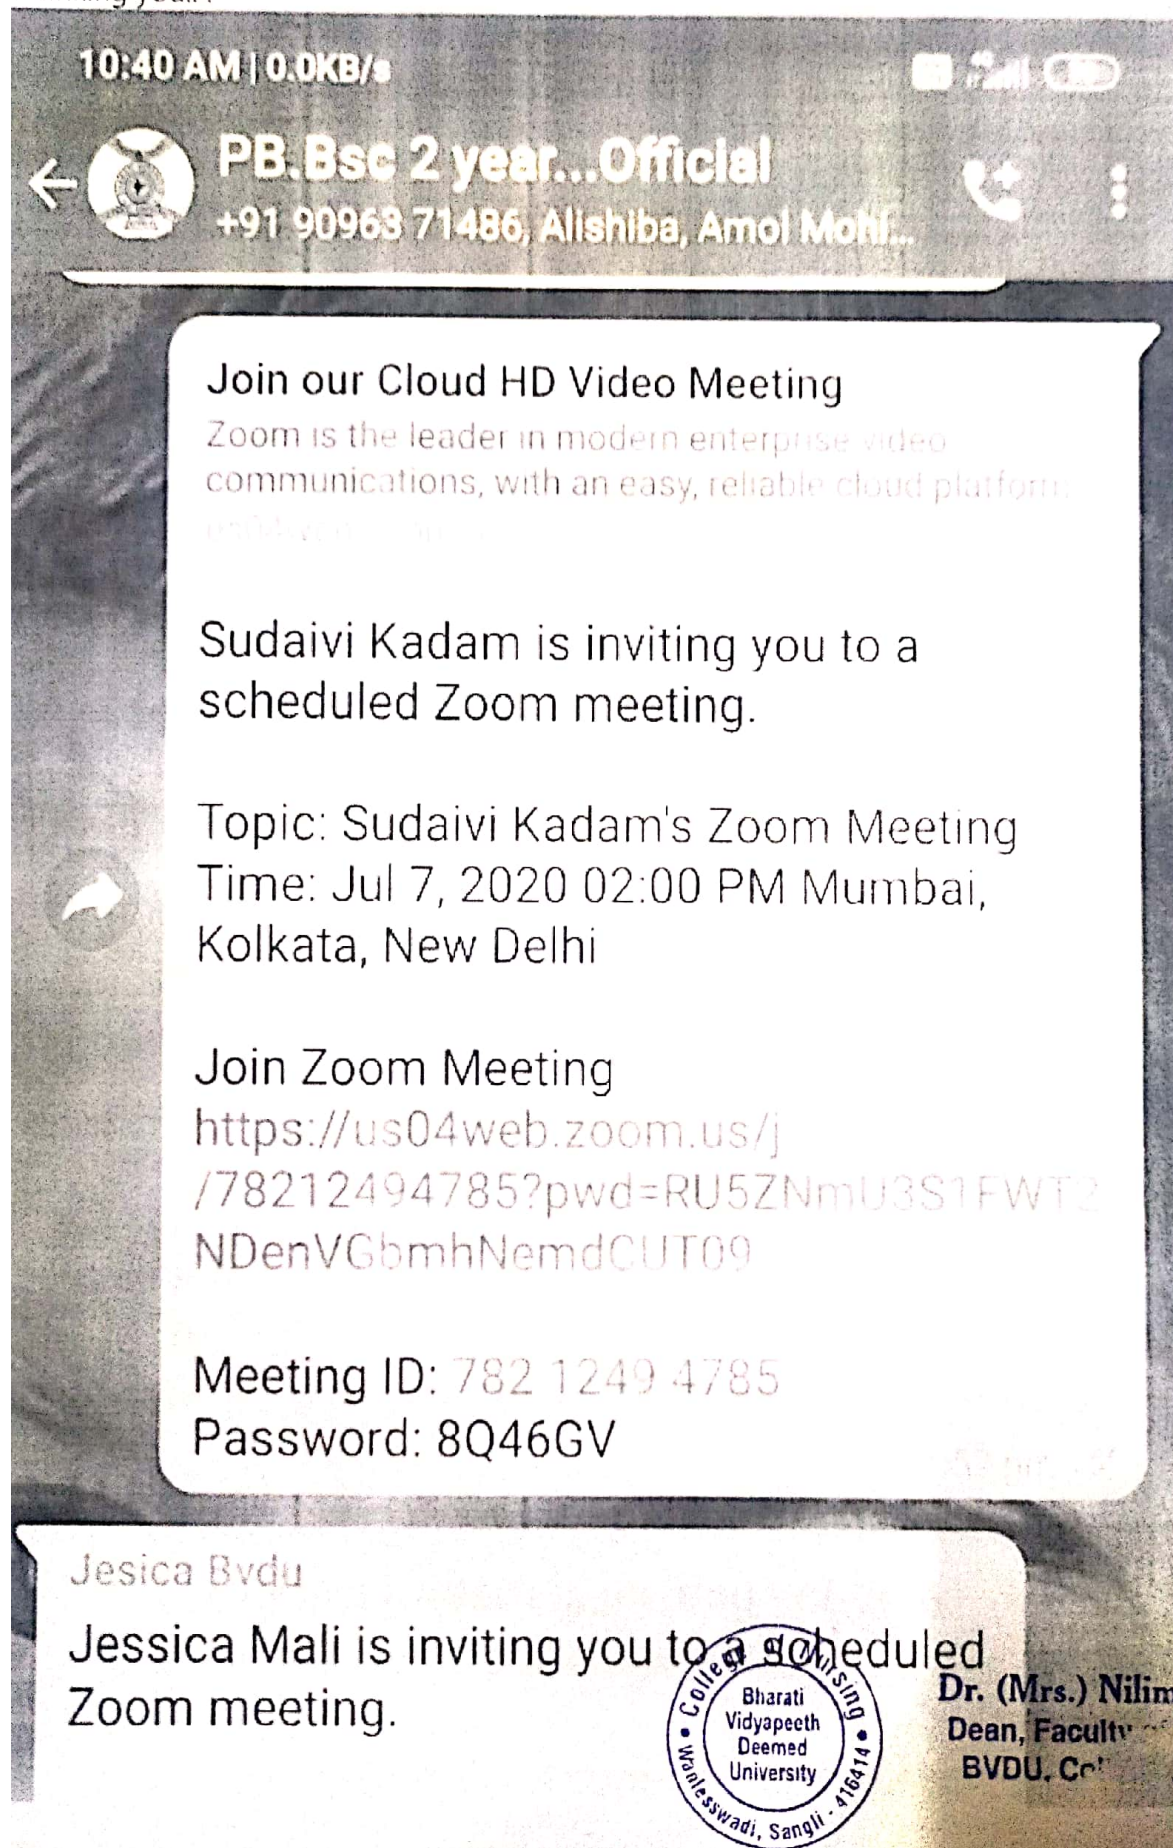 10:40 AM | 0.0KB/s
PB.Bsc 2 year...Official
+91 90963 71486, Alishiba, Amol Mohi...
Join our Cloud HD Video Meeting
Zoom is the leader in modern enterprise video
communications, with an easy, reliable cloud platform
Sudaivi Kadam is inviting you to a
scheduled Zoom meeting.
Topic: Sudaivi Kadam's Zoom Meeting
Time: Jul 7, 2020 02:00 PM Mumbai,
Kolkata, New Delhi
Join Zoom Meeting
https://us04web.zoom.us/j
/78212494785?pwd=RU5ZNmU3S1FWT2
NDenVGbmhNemdCUT09
Meeting ID: 782 1249 4785
Password: 8Q46GV
Jesica Bvdu
Jessica Mali is inviting you to a scheduled
Zoom meeting.
College of Nursing
Bharati
Vidyapeeth
Deemed
University
Wanlesswadi, Sangli - 416414
Dr. (Mrs.) Nilim
Dean, Faculty
BVDU, Col